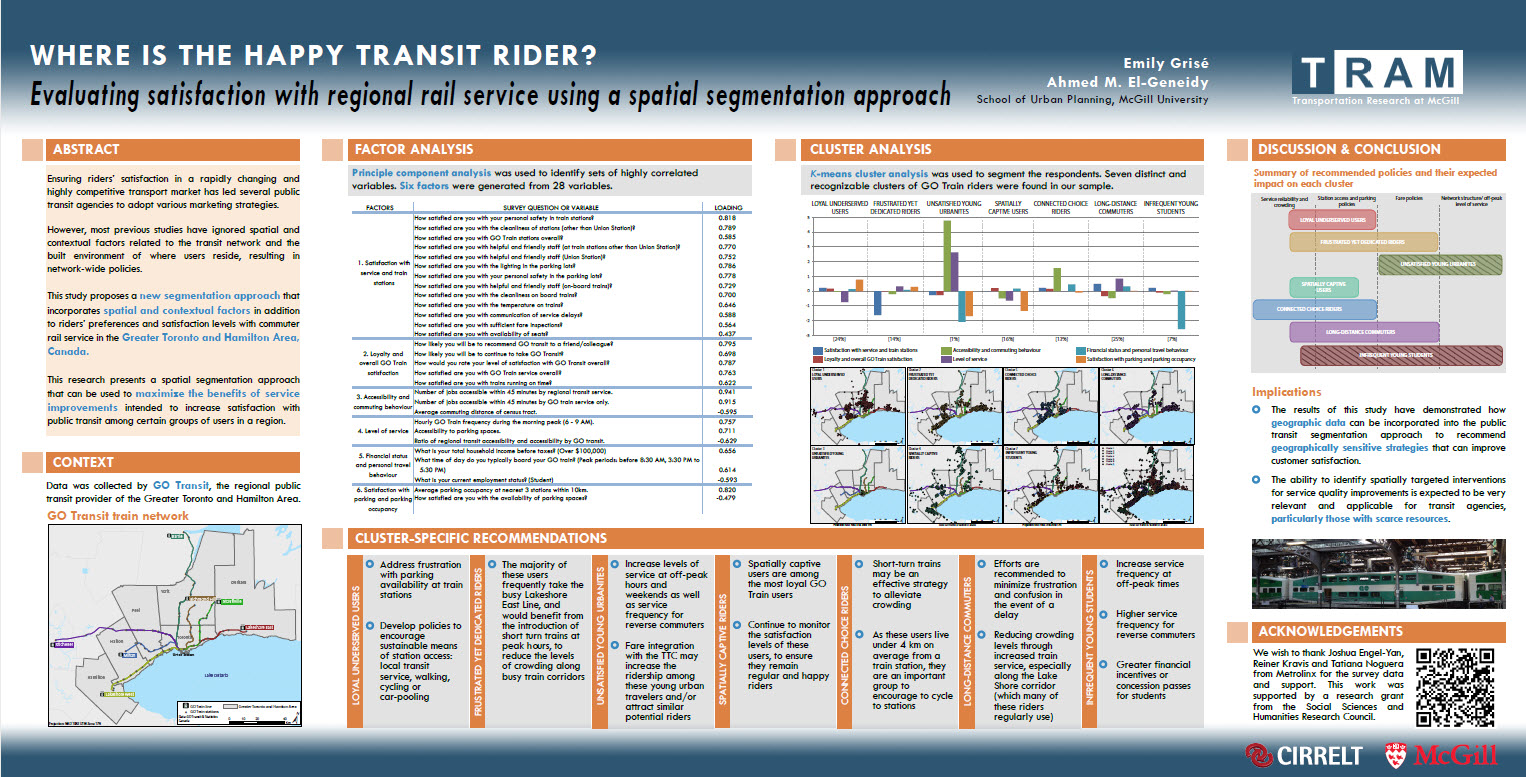 WHERE IS THE HAPPY TRANSIT RIDER?
Evaluating satisfaction with regional rail service using a spatial segmentation approach
Emily Grisé
Ahmed M. El-Geneidy
School of Urban Planning, McGill University
TRAM
Transportation Research at McGill
ABSTRACT
Ensuring riders' satisfaction in a rapidly changing and
highly competitive transport market has led several public
transit agencies to adopt various marketing strategies.
However, most previous studies have ignored spatial and
contextual factors related to the transit network and the
built environment of where users reside, resulting in
network-wide policies.
This study proposes a new segmentation approach that
incorporates spatial and contextual factors in addition
to riders' preferences and satisfaction levels with commuter
rail service in the Greater Toronto and Hamilton Area,
Canada.
This research presents a spatial segmentation approach
that can be used to maximize the benefits of service
improvements intended to increase satisfaction with
public transit among certain groups of users in a region.
CONTEXT
Data was collected by GO Transit, the regional public
transit provider of the Greater Toronto and Hamilton Area.
GO Transit train network
York
Peel
Durham
Halton
Toronto
Hamilton
Lake Ontario
FACTOR ANALYSIS
Principle component analysis was used to identify sets of highly correlated
variables. Six factors were generated from 28 variables.
FACTORS SURVEY QUESTION OR VARIABLE LOADING
1. Satisfaction with
service and train
stations
How satisfied are you with your personal safety in train stations? 0.818
How satisfied are you with the cleanliness of stations (other than Union Station)? 0.789
How satisfied are you with GO Train stations overall? 0.585
How satisfied are you with helpful and friendly staff (at train stations other than Union Station)? 0.770
How satisfied are you with helpful and friendly staff (Union Station)? 0.752
How satisfied are you with the lighting in the parking lots? 0.786
How satisfied are you with your personal safety in the parking lots? 0.778
How satisfied are you with helpful and friendly staff (on-board trains)? 0.729
How satisfied are you with the cleanliness on board trains? 0.700
How satisfied are you with the temperature on trains? 0.646
How satisfied are you with communication of service delays? 0.588
How satisfied are you with sufficient fare inspections? 0.564
How satisfied are you with availability of seats? 0.437
2. Loyalty and
overall GO Train
satisfaction
How likely will you be to recommend GO transit to a friend/colleague? 0.795
How likely will you be to continue to take GO Transit? 0.698
How would you rate your level of satisfaction with GO Transit overall? 0.787
How satisfied are you with GO Train service overall? 0.763
How satisfied are you with trains running on time? 0.622
3. Accessibility and
commuting behaviour
Number of jobs accessible within 45 minutes by regional transit service. 0.941
Number of jobs accessible within 45 minutes by GO train service only. 0.915
Average commuting distance of census tract. -0.595
4. Level of service
Hourly GO Train frequency during the morning peak (6 - 9 AM). 0.757
Accessibility to parking spaces. 0.711
Ratio of regional transit accessibility and accessibility by GO transit. -0.629
5. Financial status
and personal travel
behaviour
What is your total household income before taxes? (Over $100,000) 0.656
What time of day do you typically board your GO train? (Peak periods: before 8:30 AM, 3:30 PM to
5:30 PM) 0.614
What is your current employment status? (Student) -0.593
6. Satisfaction with
parking and parking
occupancy
Average parking occupancy at nearest 3 stations within 10km. 0.820
How satisfied are you with the availability of parking spaces? -0.479
CLUSTER ANALYSIS
K-means cluster analysis was used to segment the respondents. Seven distinct and
recognizable clusters of GO Train riders were found in our sample.
LOYAL UNDERSERVED
USERS
FRUSTRATED YET
DEDICATED RIDERS
UNSATISFIED YOUNG
URBANITES
SPATIALLY
CAPTIVE USERS
CONNECTED CHOICE
RIDERS
LONG-DISTANCE
COMMUTERS
INFREQUENT YOUNG
STUDENTS
Satisfaction with service and train stations
Accessibility and commuting behaviour
Financial status and personal travel behaviour
Loyalty and overall GO Train satisfaction
Level of service
Satisfaction with parking and parking occupancy
CLUSTER-SPECIFIC RECOMMENDATIONS
LOYAL UNDERSERVED USERS
Address frustration
with parking
availability at train
stations
Develop policies to
encourage
sustainable means
of station access:
local transit
service, walking,
cycling or
car-pooling
FRUSTRATED YET DEDICATED RIDERS
The majority of
these users
frequently take the
busy Lakeshore
East Line, and
would benefit from
the introduction of
short turn trains at
peak hours, to
reduce the levels
of crowding along
busy train corridors
UNSATISFIED YOUNG URBANITES
Increase levels of
service at off-peak
hours and
weekends as well
as service
frequency for
reverse commuters
Fare integration
with the TTC may
increase the
ridership among
these young urban
travelers and/or
attract similar
potential riders
SPATIALLY CAPTIVE RIDERS
Spatially captive
users are among
the most loyal GO
Train users
Continue to monitor
the satisfaction
levels of these
users, to ensure
they remain
regular and happy
riders
CONNECTED CHOICE RIDERS
Short-turn trains
may be an
effective strategy
to alleviate
crowding
As these users live
under 4 km on
average from a
train station, they
are an important
group to
encourage to cycle
to stations
LONG-DISTANCE COMMUTERS
Efforts are
recommended to
minimize frustration
and confusion in
the event of a
delay
Reducing crowding
levels through
increased train
service, especially
along the Lake
Shore corridor
(which many of
these riders
regularly use)
INFREQUENT YOUNG STUDENTS
Increase service
frequency at
off-peak times
Higher service
frequency for
reverse commuters
Greater financial
incentives or
concession passes
for students
DISCUSSION & CONCLUSION
Summary of recommended policies and their expected
impact on each cluster
Service reliability and
crowding
Station access and parking
policies
Fare policies
Network structure/ off-peak
level of service
LOYAL UNDERSERVED USERS
FRUSTRATED YET DEDICATED RIDERS
UNSATISFIED YOUNG URBANITES
SPATIALLY CAPTIVE
USERS
CONNECTED CHOICE RIDERS
LONG-DISTANCE COMMUTERS
INFREQUENT YOUNG STUDENTS
Implications
The results of this study have demonstrated how
geographic data can be incorporated into the public
transit segmentation approach to recommend
geographically sensitive strategies that can improve
customer satisfaction.
The ability to identify spatially targeted interventions
for service quality improvements is expected to be very
relevant and applicable for transit agencies,
particularly those with scarce resources.
ACKNOWLEDGEMENTS
We wish to thank Joshua Engel-Yan,
Reiner Kravis and Tatiana Noguera
from Metrolinx for the survey data
and support. This work was
supported by a research grant
from the Social Sciences and
Humanities Research Council.
CIRRELT
McGill